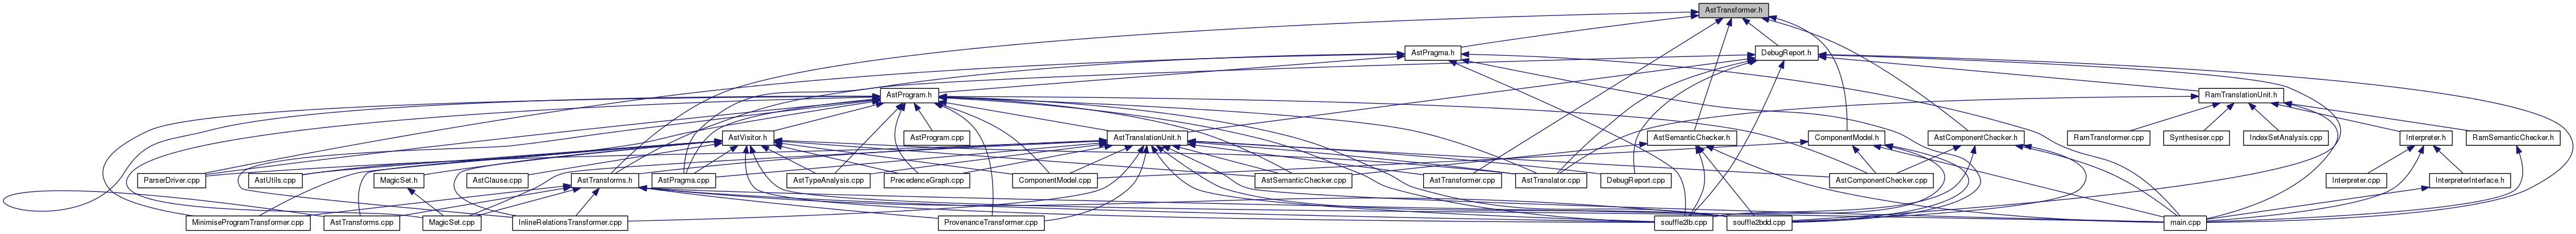 AstTransformer.h
AstPragma.h
DebugReport.h
AstProgram.h
RamTranslationUnit.h
AstVisitor.h
AstProgram.cpp
AstTranslationUnit.h
AstSemanticChecker.h
ComponentModel.h
AstComponentChecker.h
RamTransformer.cpp
Synthesiser.cpp
IndexSetAnalysis.cpp
Interpreter.h
RamSemanticChecker.h
ParserDriver.cpp
AstUtils.cpp
MagicSet.h
AstClause.cpp
AstTransforms.h
AstPragma.cpp
AstTypeAnalysis.cpp
PrecedenceGraph.cpp
ComponentModel.cpp
AstSemanticChecker.cpp
AstTransformer.cpp
AstTranslator.cpp
DebugReport.cpp
AstComponentChecker.cpp
Interpreter.cpp
InterpreterInterface.h
MinimiseProgramTransformer.cpp
AstTransforms.cpp
MagicSet.cpp
InlineRelationsTransformer.cpp
ProvenanceTransformer.cpp
souffle2lb.cpp
souffle2bdd.cpp
main.cpp